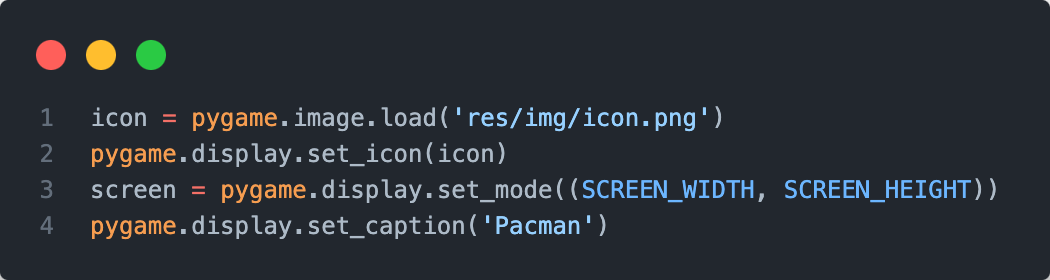 1 icon = pygame.image.load('res/img/icon.png')
2 pygame.display.set_icon(icon)
3 screen = pygame.display.set_mode((SCREEN_WIDTH, SCREEN_HEIGHT))
4 pygame.display.set_caption('Pacman')